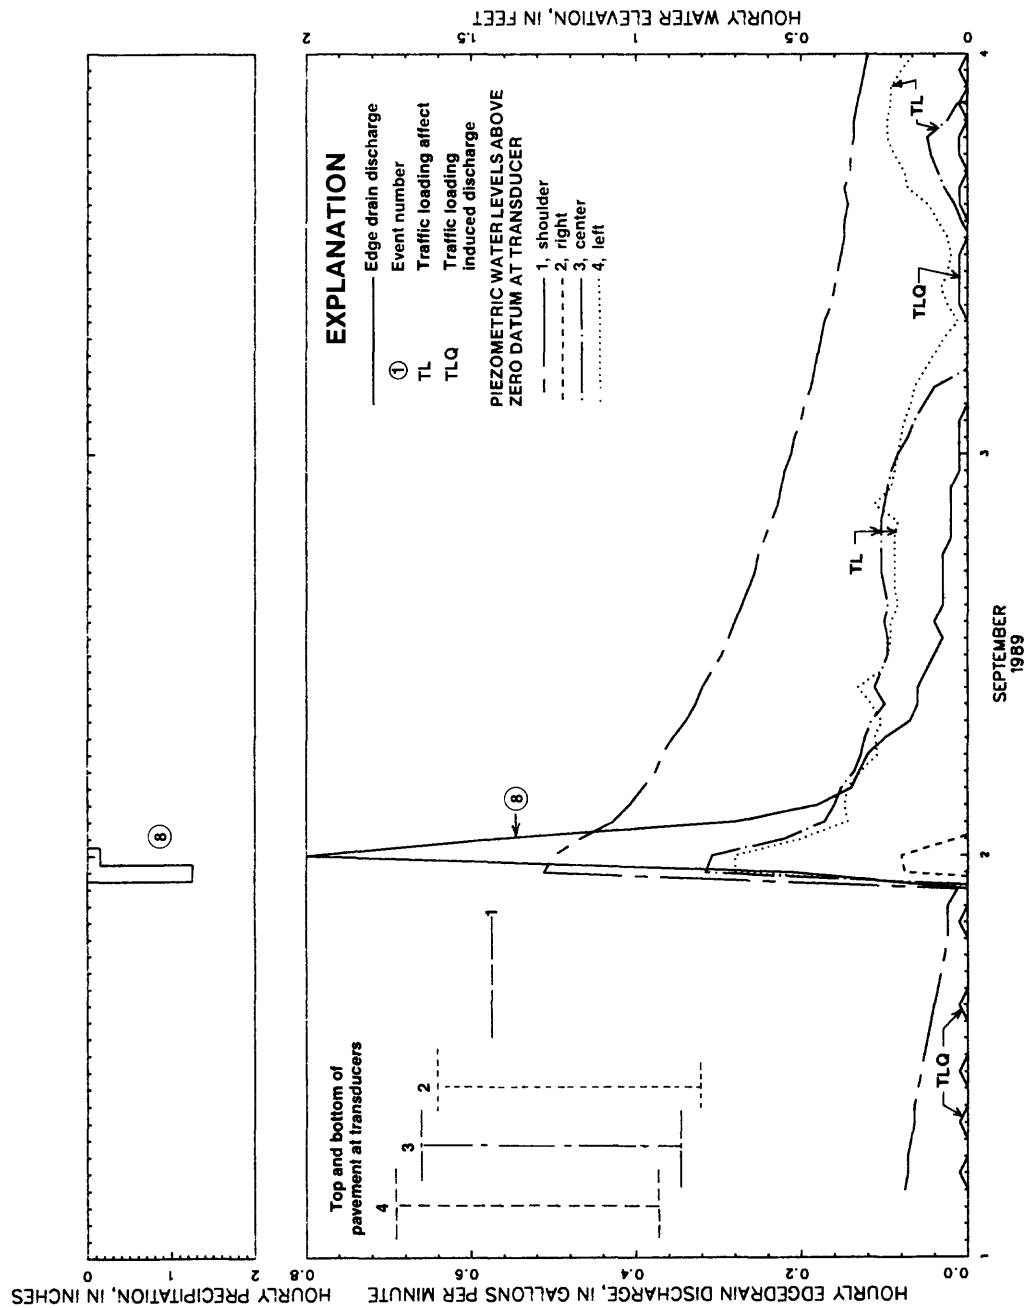 HOURLY PRECIPITATION, IN INCHES
0
1
2
8
HOURLY EDGEDRAIN DISCHARGE, IN GALLONS PER MINUTE
0.8
0.6
0.4
0.2
0.0
HOURLY WATER ELEVATION, IN FEET
2
1.5
1
0.5
0
Top and bottom of
pavement at transducers
4
3
2
1
8
EXPLANATION
Edge drain discharge
1 Event number
TL Traffic loading affect
TLQ Traffic loading
induced discharge
PIEZOMETRIC WATER LEVELS ABOVE
ZERO DATUM AT TRANSDUCER
1, shoulder
2, right
3, center
4, left
TLQ
TL
TLQ
TL
1
2
3
4
SEPTEMBER
1989